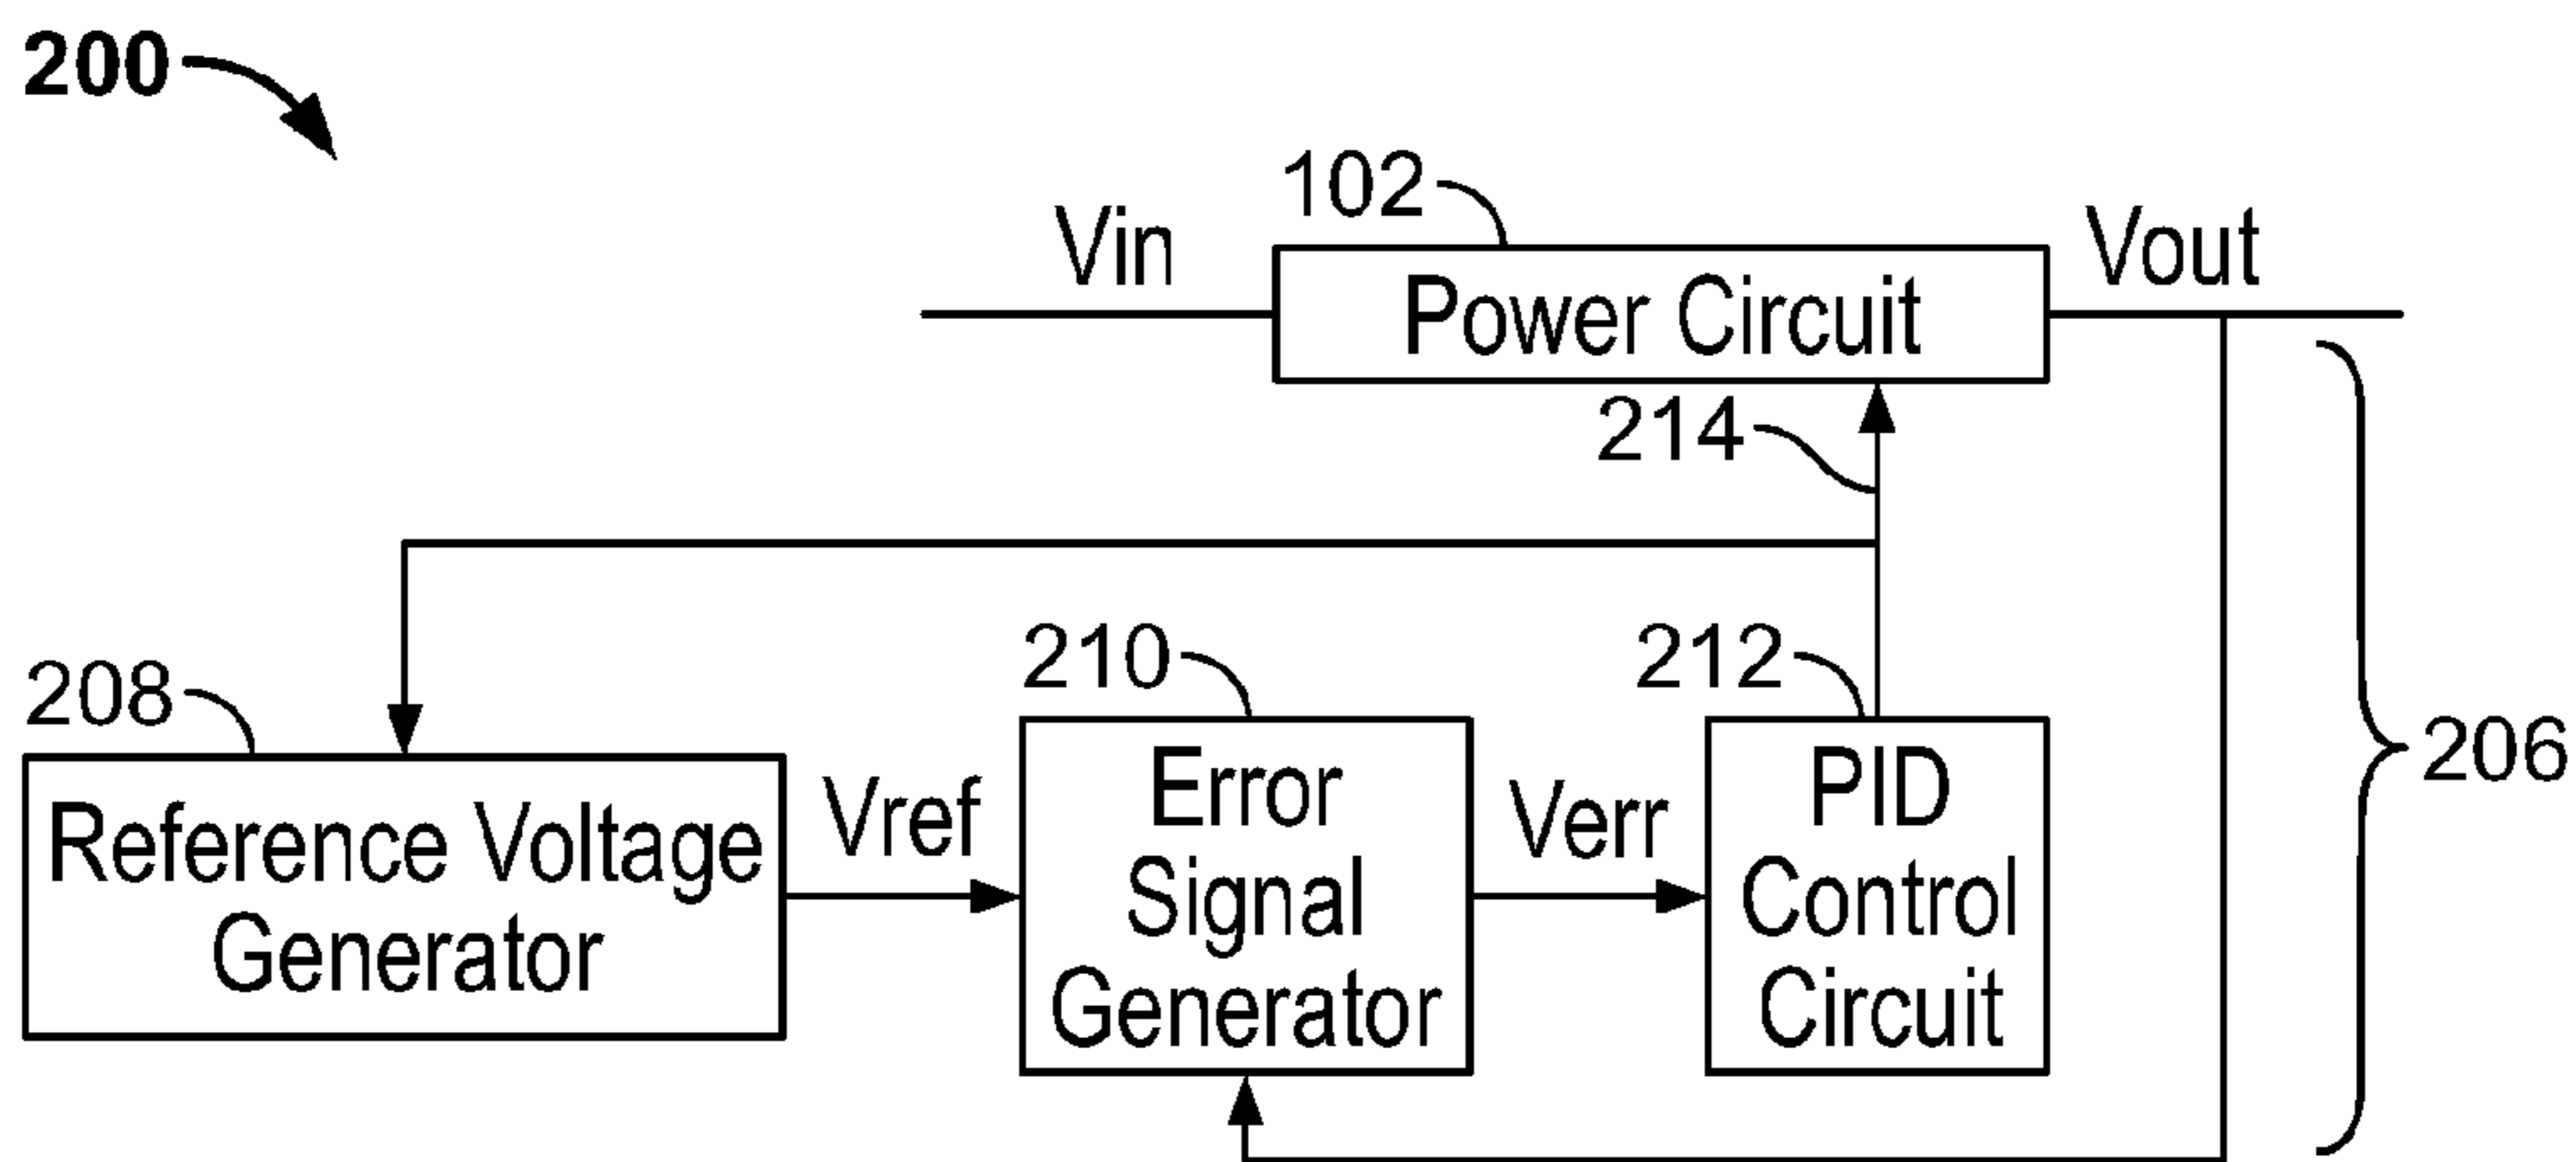 200
102
Vin
Power Circuit
Vout
214
208
210
212
206
Reference Voltage
Generator
Vref
Error
Signal
Generator
Verr
PID
Control
Circuit